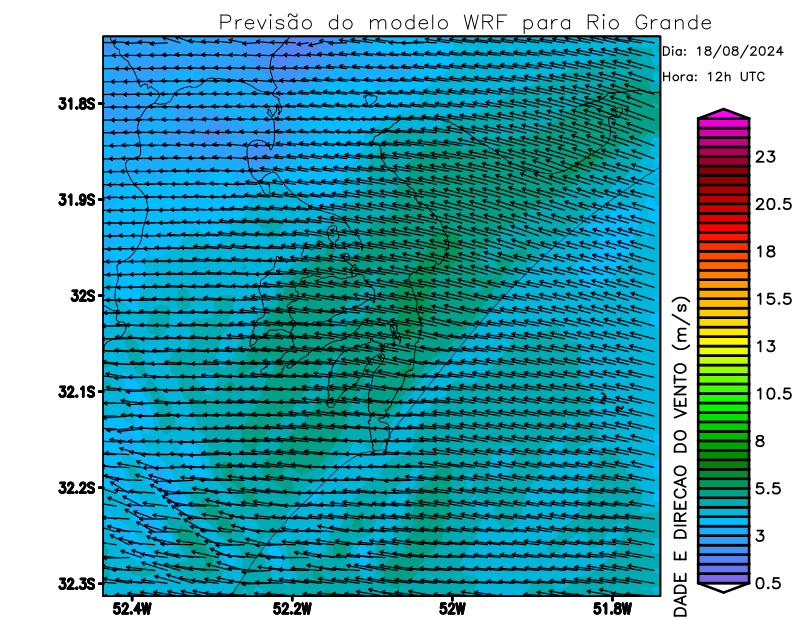 Previsão do modelo WRF para Rio Grande
Dia: 18/08/2024
Hora: 12h UTC
31.8S
31.9S
32S
32.1S
32.2S
32.3S
52.4W
52.2W
52W
51.8W
23
20.5
18
15.5
13
10.5
8
5.5
3
0.5
DADE E DIRECAO DO VENTO (m/s)